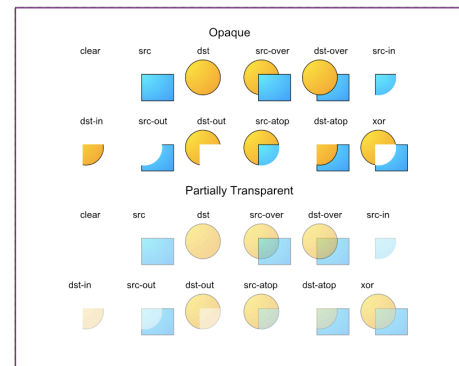 Opaque
clear src dst src-over dst-over src-in
dst-in src-out dst-out src-atop dst-atop xor
Partially Transparent
clear src dst src-over dst-over src-in
dst-in src-out dst-out src-atop dst-atop xor